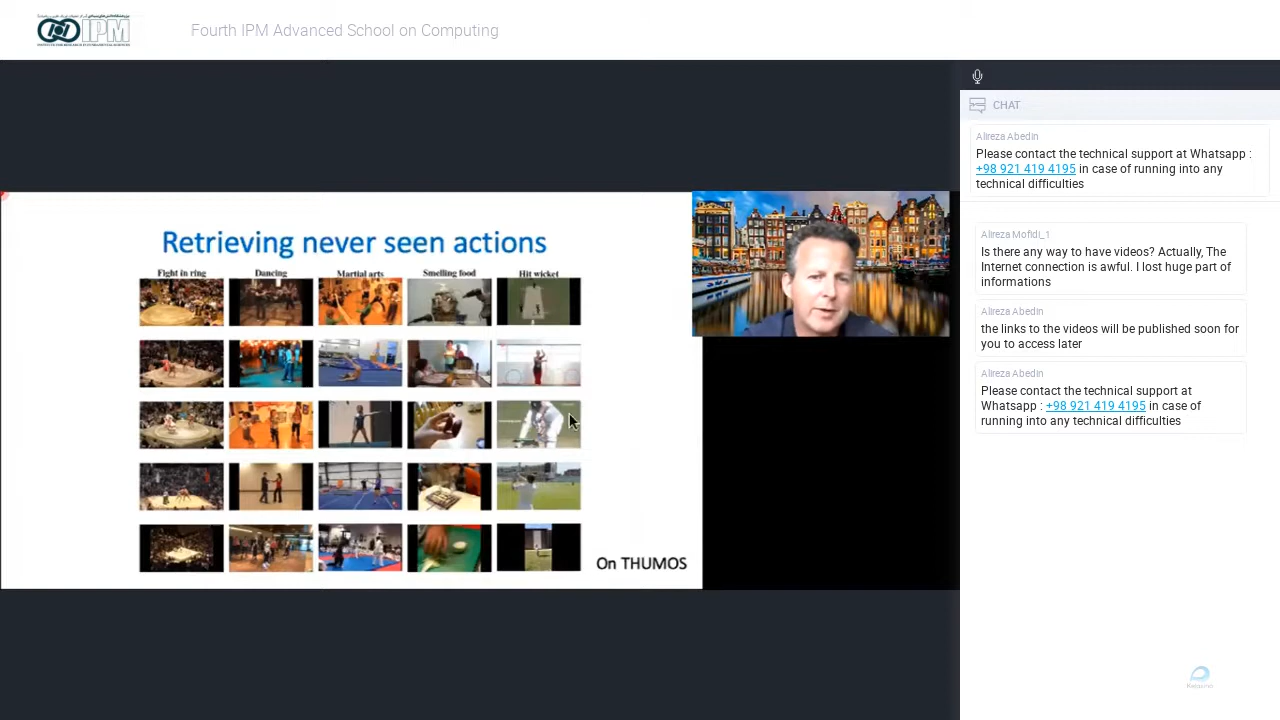 IPM
Fourth IPM Advanced School on Computing
CHAT
Alireza Abedin
Please contact the technical support at Whatsapp :
+98 921 419 4195 in case of running into any
technical difficulties
Alireza Mofidi_1
Is there any way to have videos? Actually, The
Internet connection is awful. I lost huge part of
informations
Alireza Abedin
the links to the videos will be published soon for
you to access later
Alireza Abedin
Please contact the technical support at
Whatsapp : +98 921 419 4195 in case of
running into any technical difficulties
Retrieving never seen actions
Fight in ring Dancing Martial arts Smelling food Hit wicket
On THUMOS